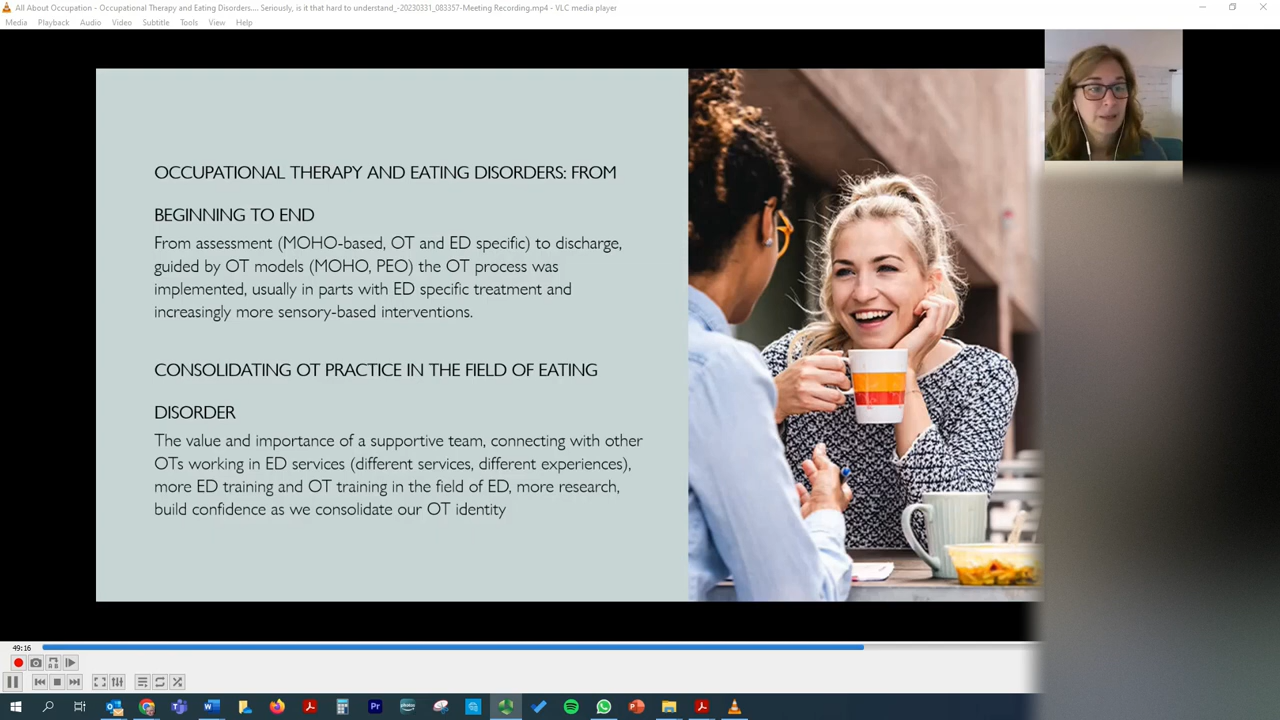 All About Occupation - Occupational Therapy and Eating Disorders.... Seriously, is it that hard to understand_-20230331_083357-Meeting Recording.mp4 - VLC media player
Media Playback Audio Video Subtitle Tools View Help
OCCUPATIONAL THERAPY AND EATING DISORDERS: FROM
BEGINNING TO END
From assessment (MOHO-based, OT and ED specific) to discharge,
guided by OT models (MOHO, PEO) the OT process was
implemented, usually in parts with ED specific treatment and
increasingly more sensory-based interventions.
CONSOLIDATING OT PRACTICE IN THE FIELD OF EATING
DISORDER
The value and importance of a supportive team, connecting with other
OTs working in ED services (different services, different experiences),
more ED training and OT training in the field of ED, more research,
build confidence as we consolidate our OT identity
49:16